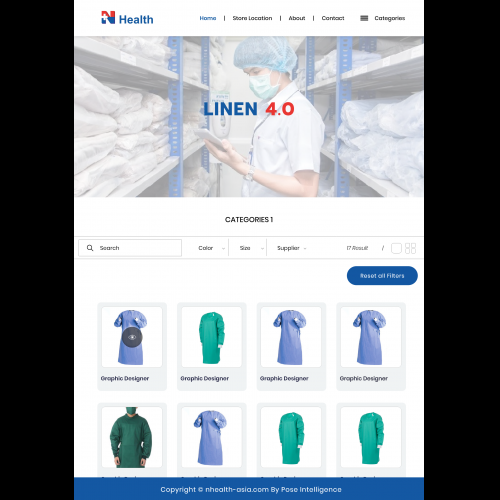 N Health
Home | Store Location | About | Contact Categories
LINEN 4.0
CATEGORIES 1
Search Color Size Supplier 17 Result /
Reset all Filters
Graphic Designer Graphic Designer Graphic Designer Graphic Designer
Copyright © nhealth-asia.com By Pose Intelligence